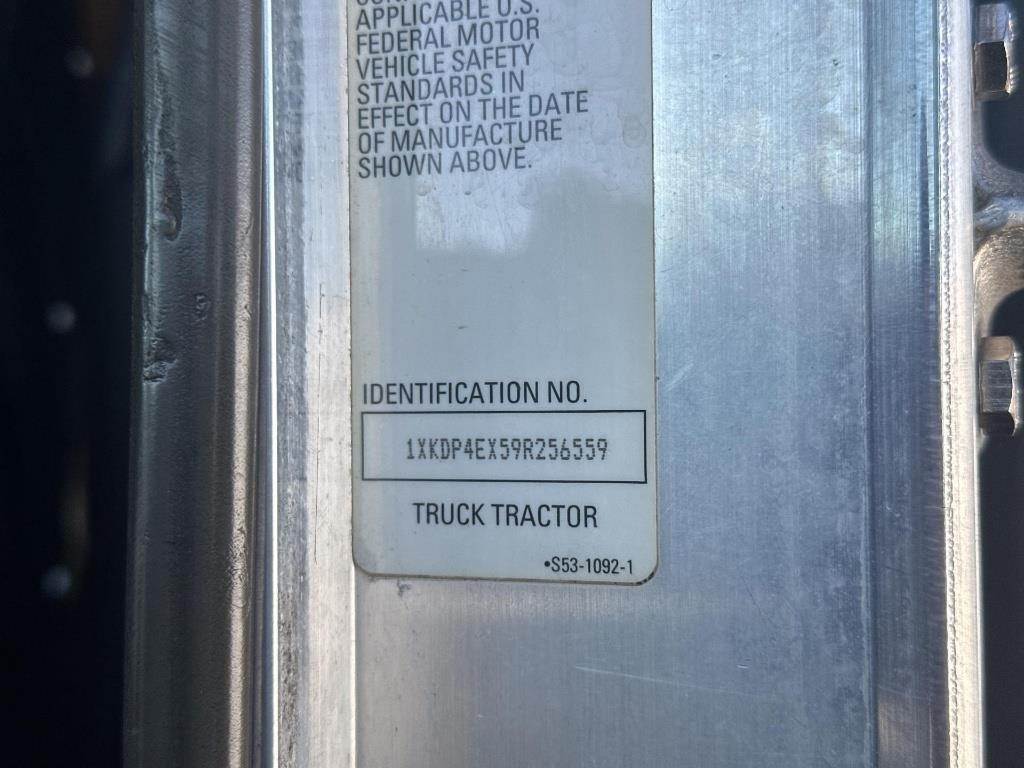 APPLICABLE U.S.
FEDERAL MOTOR
VEHICLE SAFETY
STANDARDS IN
EFFECT ON THE DATE
OF MANUFACTURE
SHOWN ABOVE.
IDENTIFICATION NO.
1XKDP4EX59R256559
TRUCK TRACTOR
•S53-1092-1